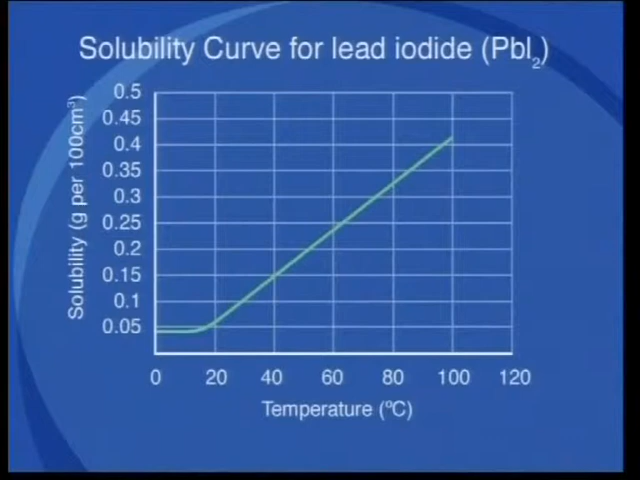 Solubility Curve for lead iodide (PbI₂)
Solubility (g per 100cm³)
0.5
0.45
0.4
0.35
0.3
0.25
0.2
0.15
0.1
0.05
0 20 40 60 80 100 120
Temperature (ºC)